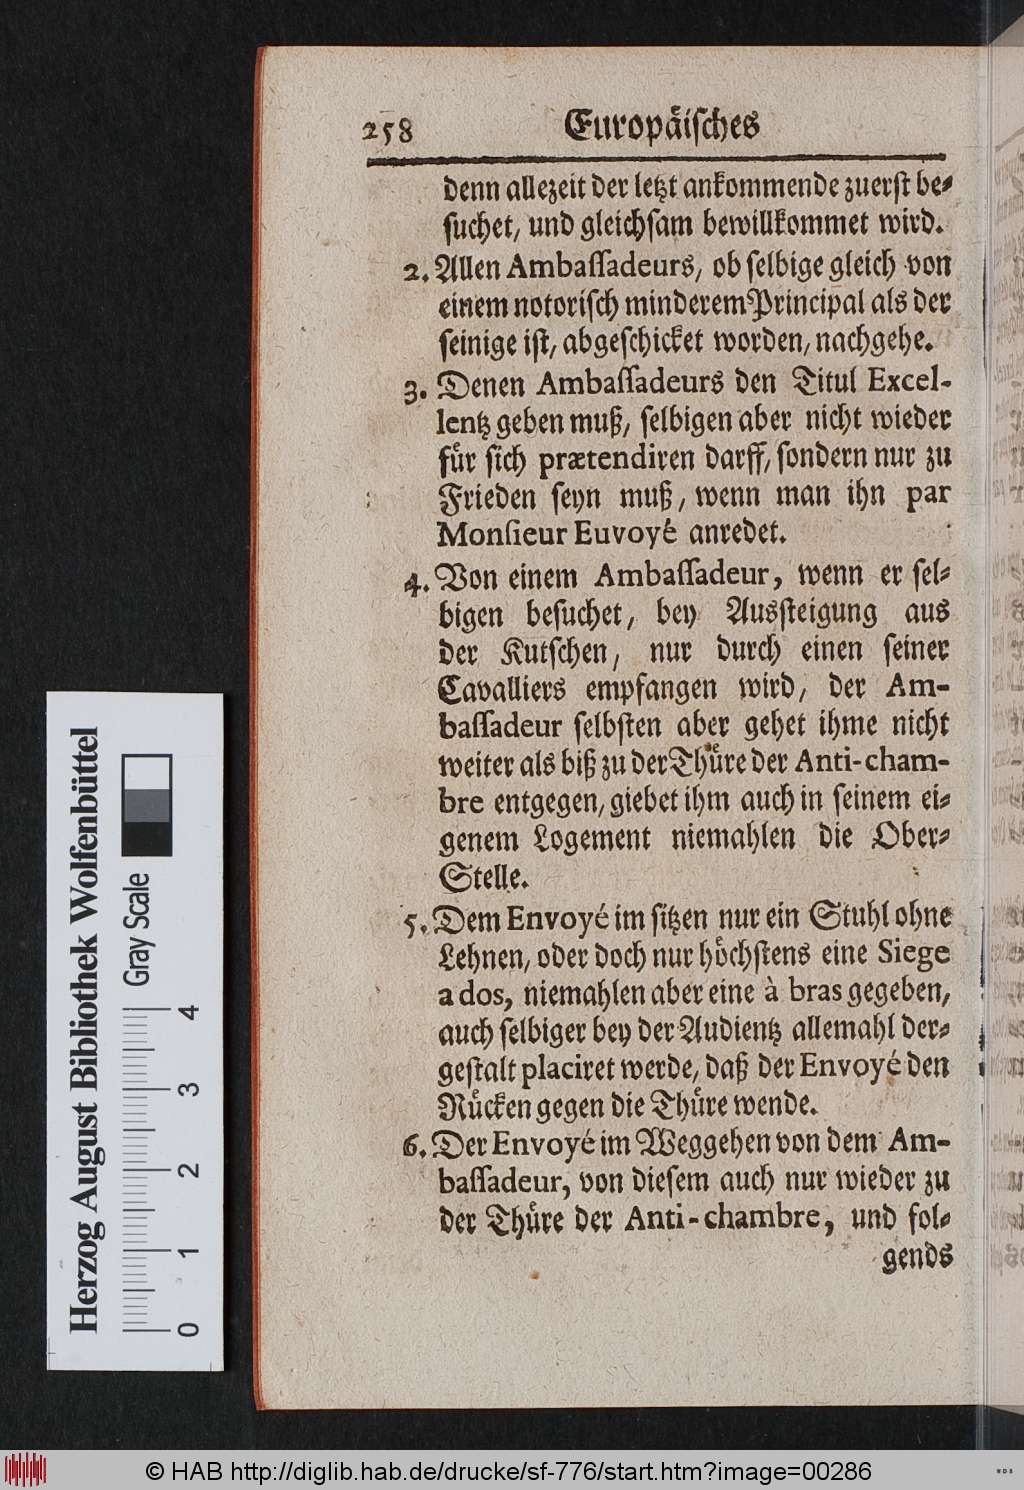 258 Europäisches
denn allezeit der letzt ankommende zuerst be-
suchet, und gleichsam bewillkommet wird.
2. Allen Ambassadeurs, ob selbige gleich von
einem notorisch minderem Principal als der
seinige ist, abgeschicket worden, nachgehe.
3. Denen Ambassadeurs den Titul Excel-
lentz geben muß, selbigen aber nicht wieder
für sich prætendiren darff, sondern nur zu
Frieden seyn muß, wenn man ihn par
Monsieur Euvoyé anredet.
4. Von einem Ambassadeur, wenn er sel-
bigen besuchet, bey Aussteigung aus
der Kutschen, nur durch einen seiner
Cavalliers empfangen wird, der Am-
bassadeur selbsten aber gehet ihme nicht
weiter als biß zu der Thüre der Anti-cham-
bre entgegen, giebet ihm auch in seinem ei-
genem Logement niemahlen die Ober-
Stelle.
5. Dem Envoyé im sitzen nur ein Stuhl ohne
Lehnen, oder doch nur höchstens eine Siege
a dos, niemahlen aber eine à bras gegeben,
auch selbiger bey der Audientz allemahl der-
gestalt placiret werde, daß der Envoyé den
Rücken gegen die Thüre wende.
6. Der Envoyé im Weggehen von dem Am-
bassadeur, von diesem auch nur wieder zu
der Thüre der Anti-chambre, und fol-
gends
Herzog August Bibliothek Wolfenbüttel
Gray Scale
0 1 2 3 4
© HAB http://diglib.hab.de/drucke/sf-776/start.htm?image=00286
WDB